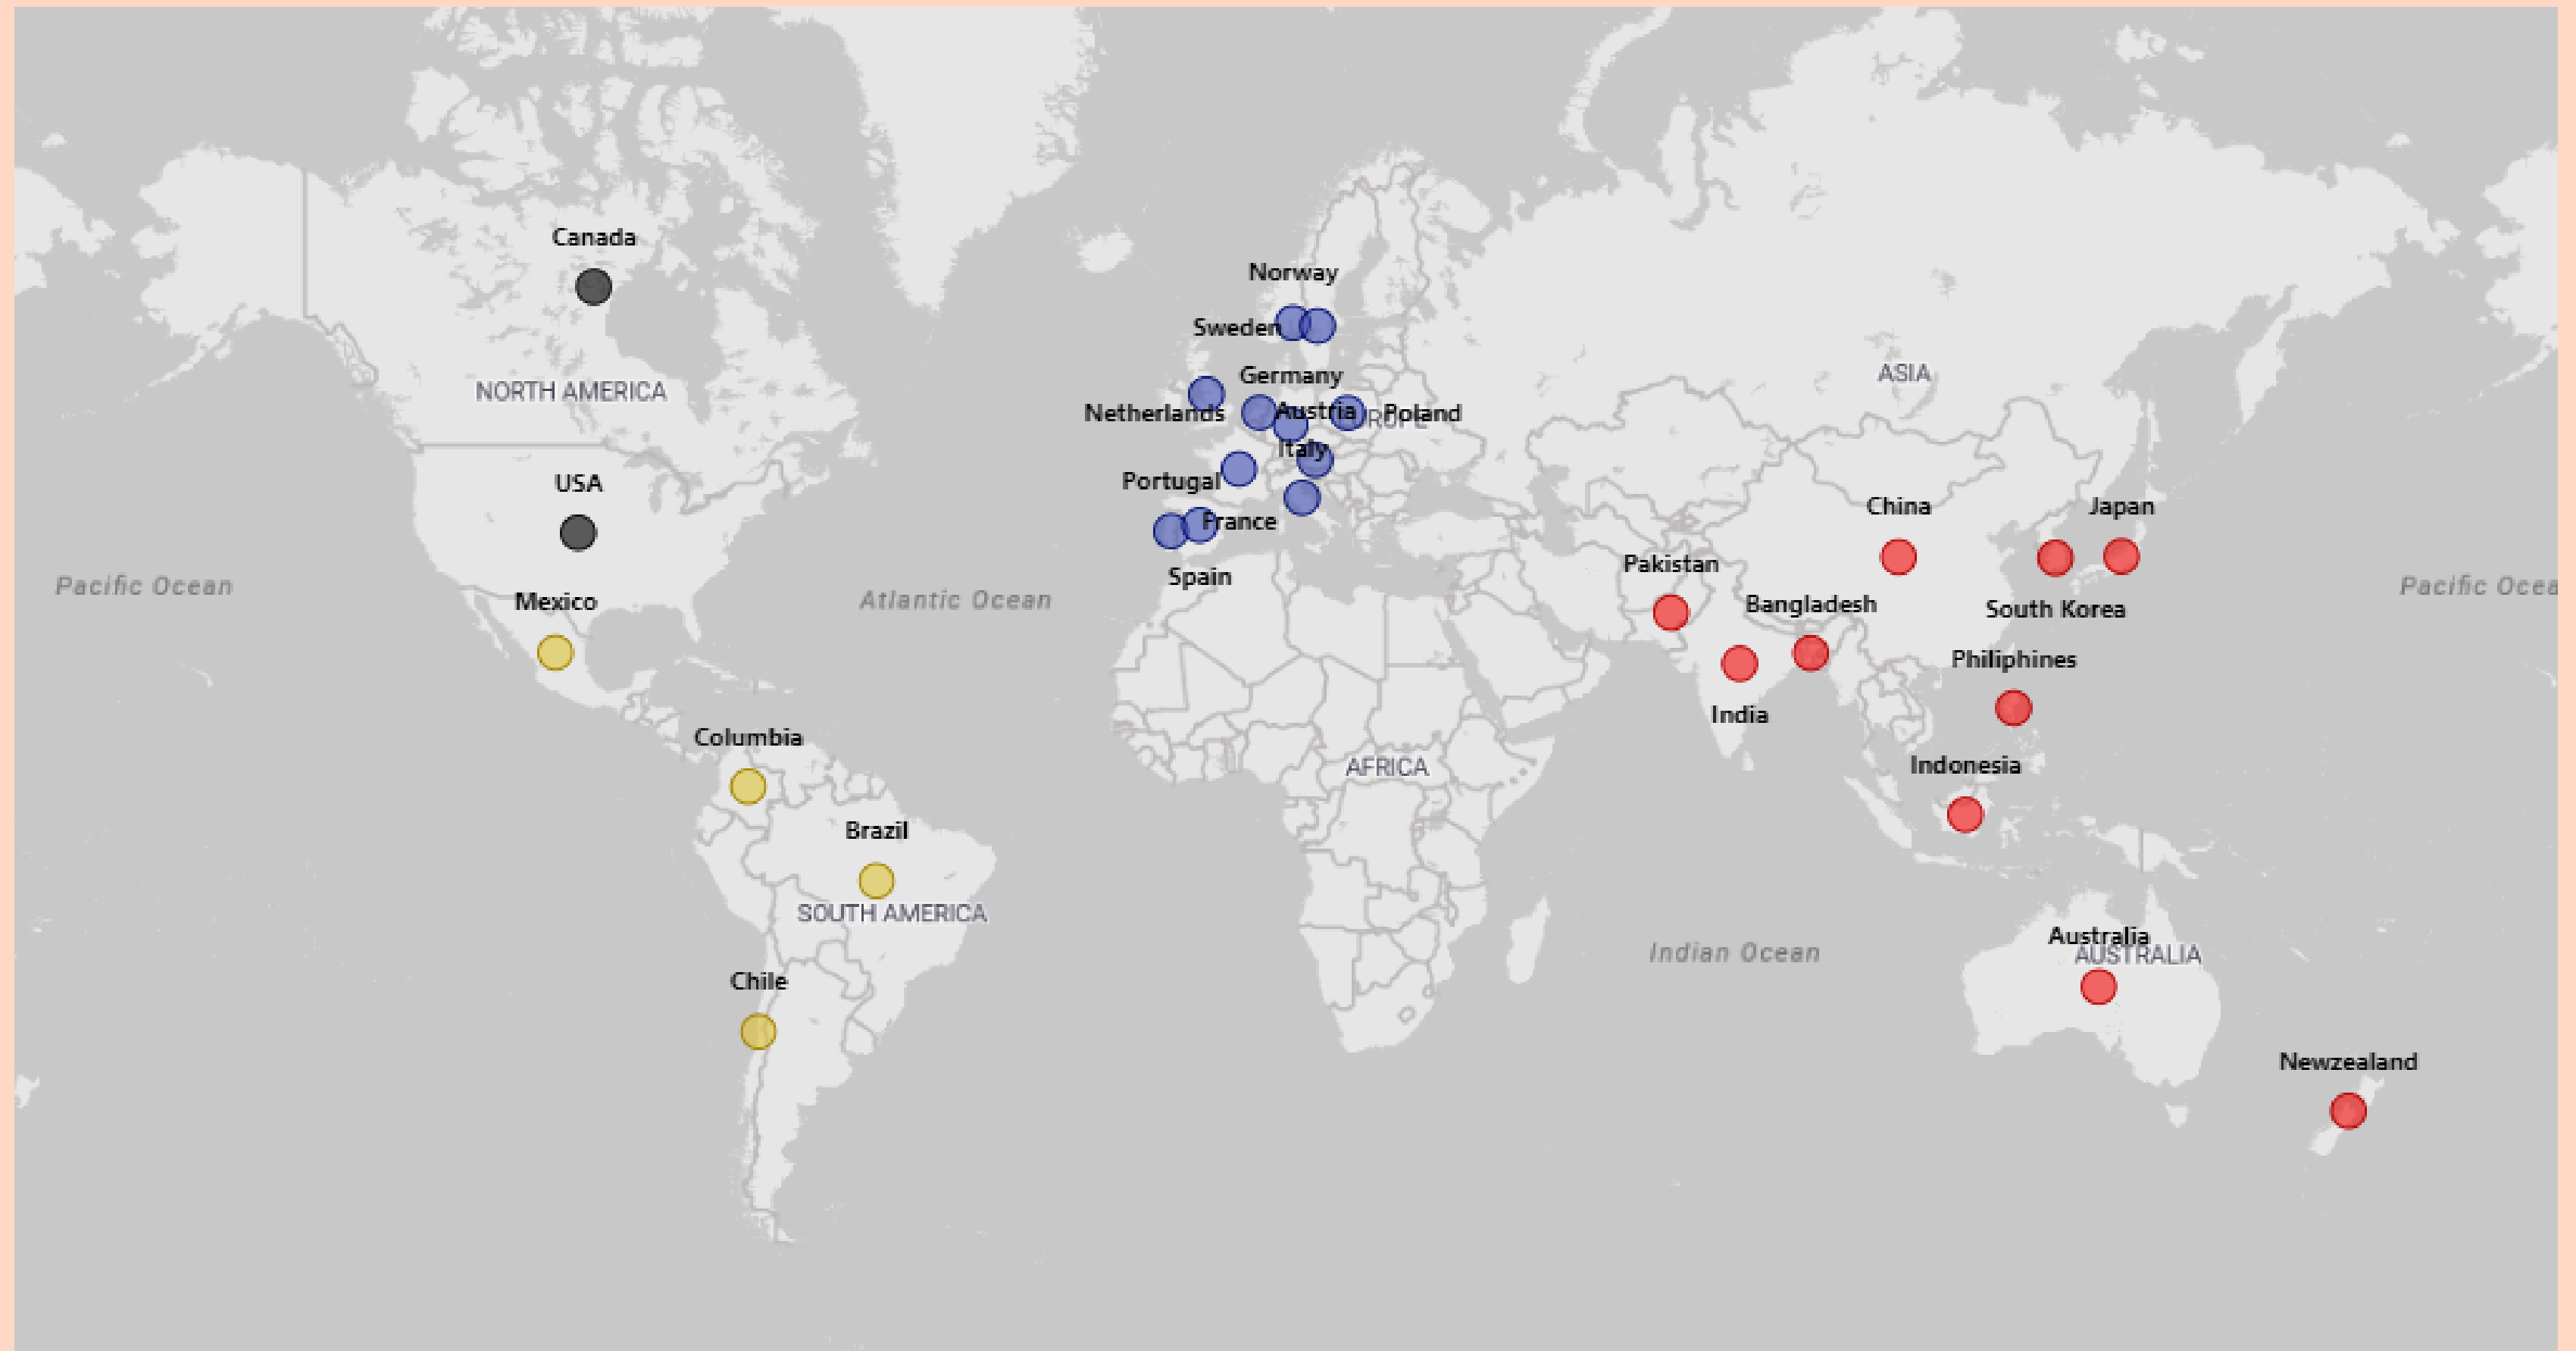 Canada
Norway
Sweden
NORTH AMERICA
Germany
ASIA
Netherlands
Austria
Poland
Italy
USA
Portugal
China
Japan
France
Pakistan
Spain
Pacific Ocean
Mexico
Atlantic Ocean
Bangladesh
South Korea
Pacific Ocea
Philiphines
India
Columbia
AFRICA
Indonesia
Brazil
SOUTH AMERICA
Australia
AUSTRALIA
Indian Ocean
Chile
Newzealand